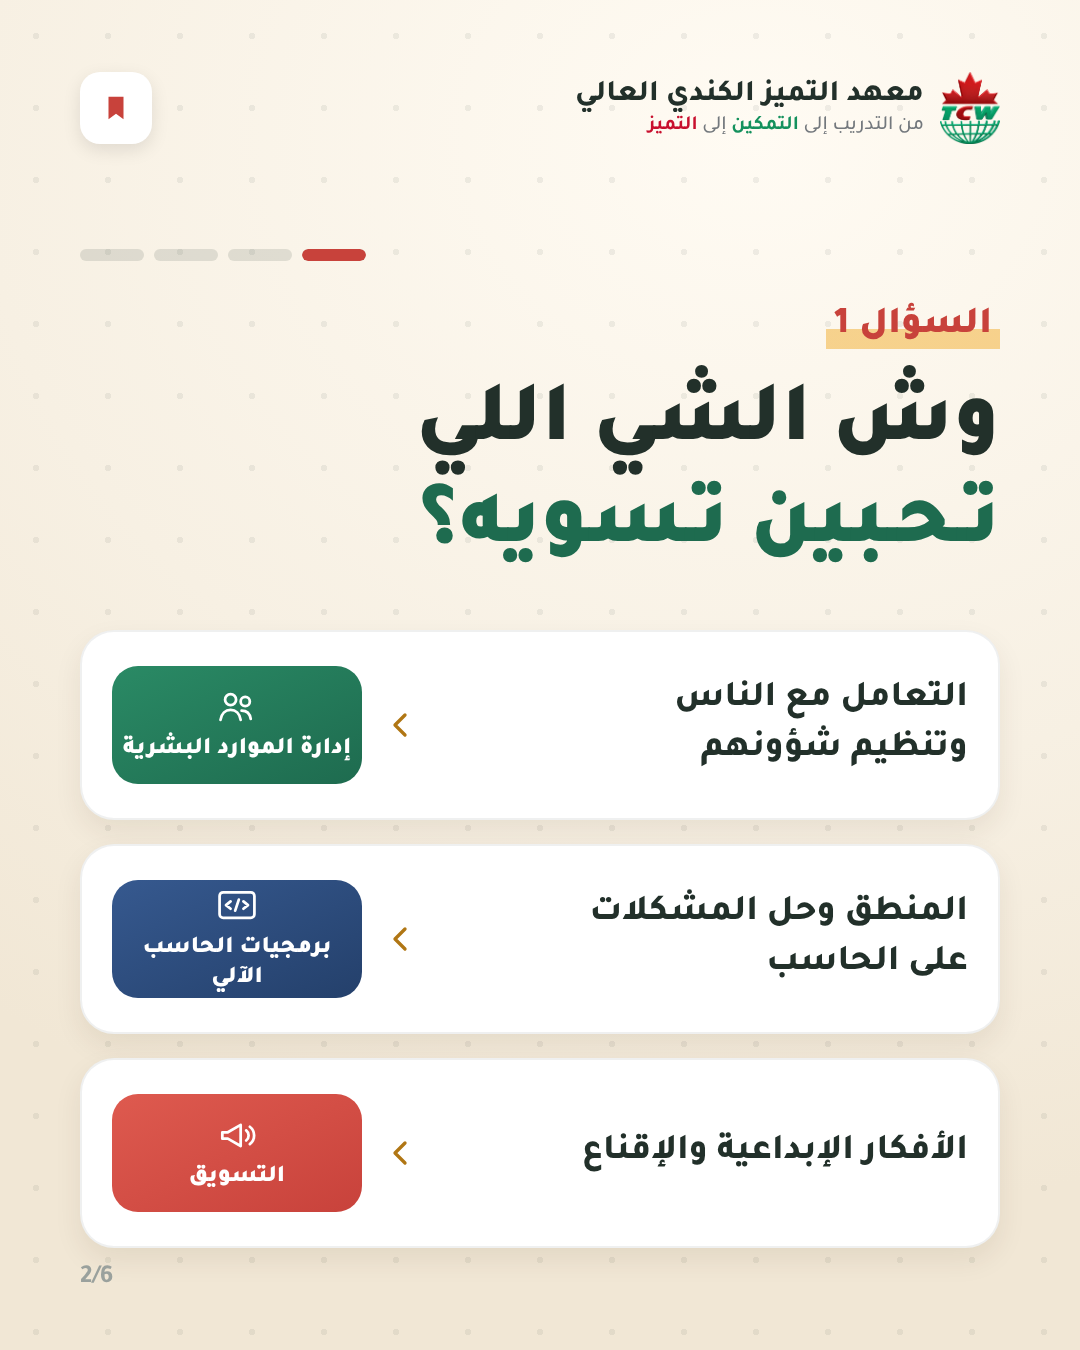 معهد التميز الكندي العالي
من التدريب إلى التمكين إلى التميز
TCW
السؤال 1
وش الشي اللي
تحبين تسويه؟
التعامل مع الناس
وتنظيم شؤونهم
إدارة الموارد البشرية
المنطق وحل المشكلات
على الحاسب
برمجيات الحاسب
الآلي
الأفكار الإبداعية والإقناع
التسويق
2/6